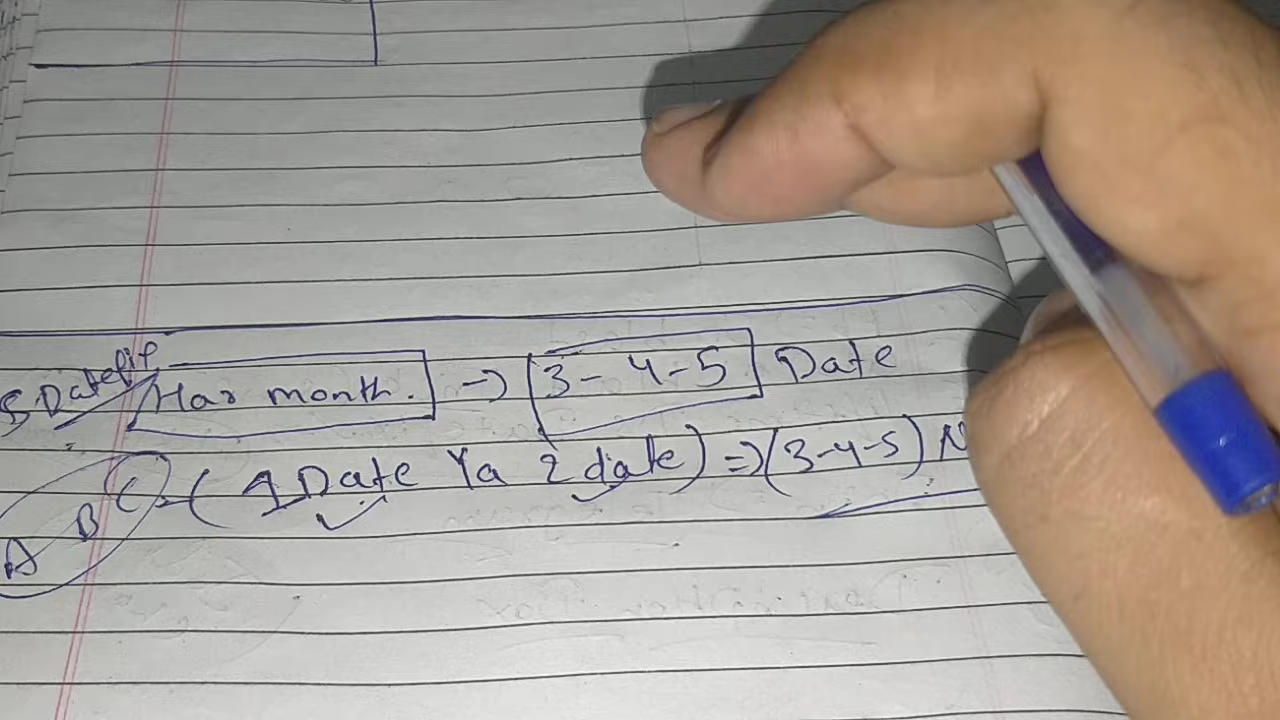 Datefix
Har month. → 3-4-5 Date
A B C - (1 Date Ya 2 date) ⇒ (3-4-5) N